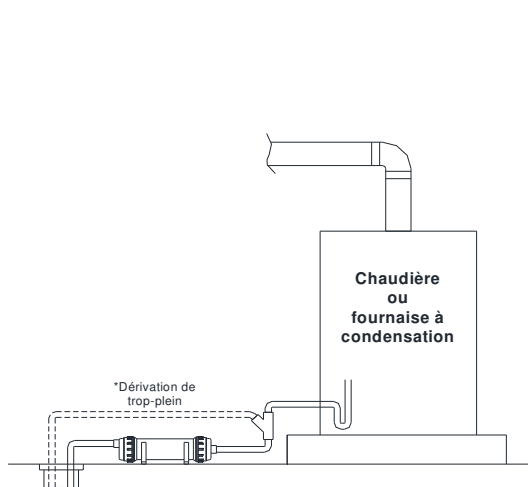 Chaudière
ou
fournaise à
condensation
*Dérivation de
trop-plein